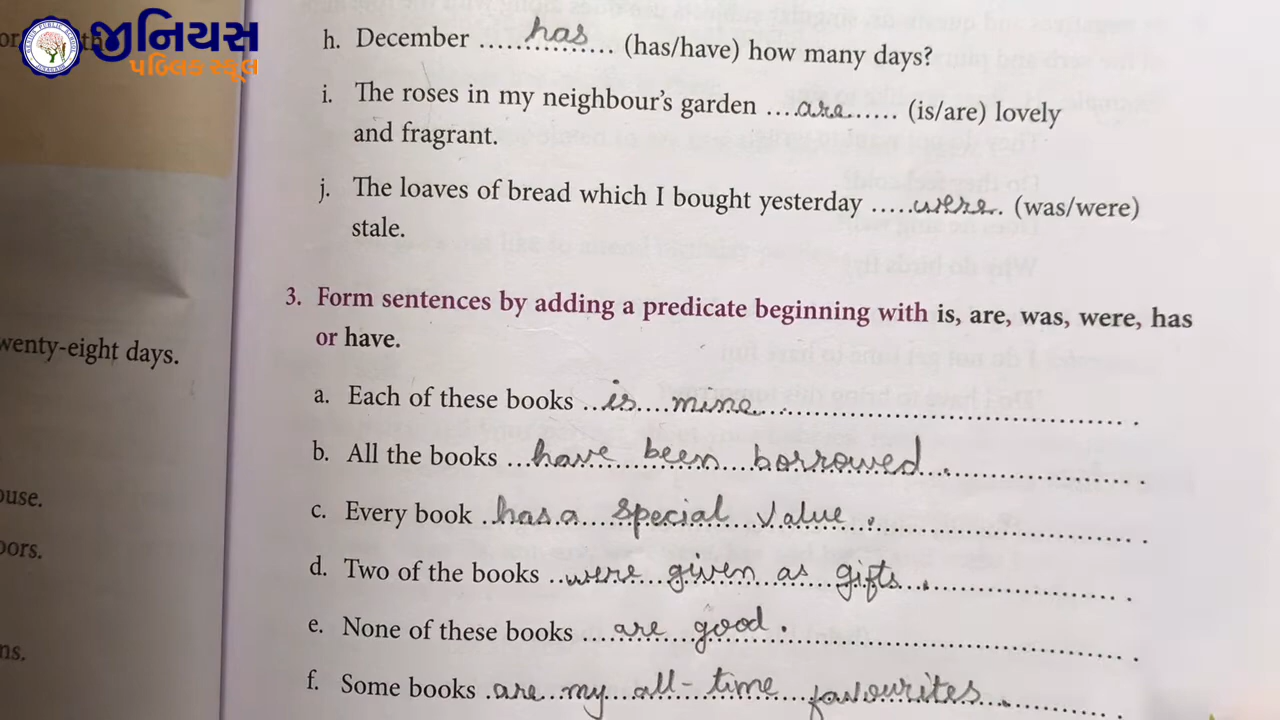 જીનિયસ
પબ્લિક સ્કૂલ
h. December ......has...... (has/have) how many days?
i. The roses in my neighbour's garden ....are...... (is/are) lovely
and fragrant.
j. The loaves of bread which I bought yesterday .....were. (was/were)
stale.
wenty-eight days.
3. Form sentences by adding a predicate beginning with is, are, was, were, has
or have.
a. Each of these books ..is....mine.................................................... .
b. All the books ...have been borrowed .............................. .
ouse.
c. Every book ..has a special value . ...................................... .
oors.
d. Two of the books ..were given as gifts . .............................. .
e. None of these books ...are good . .................................................. .
ns.
f. Some books .are my all-time favourites . ................ .